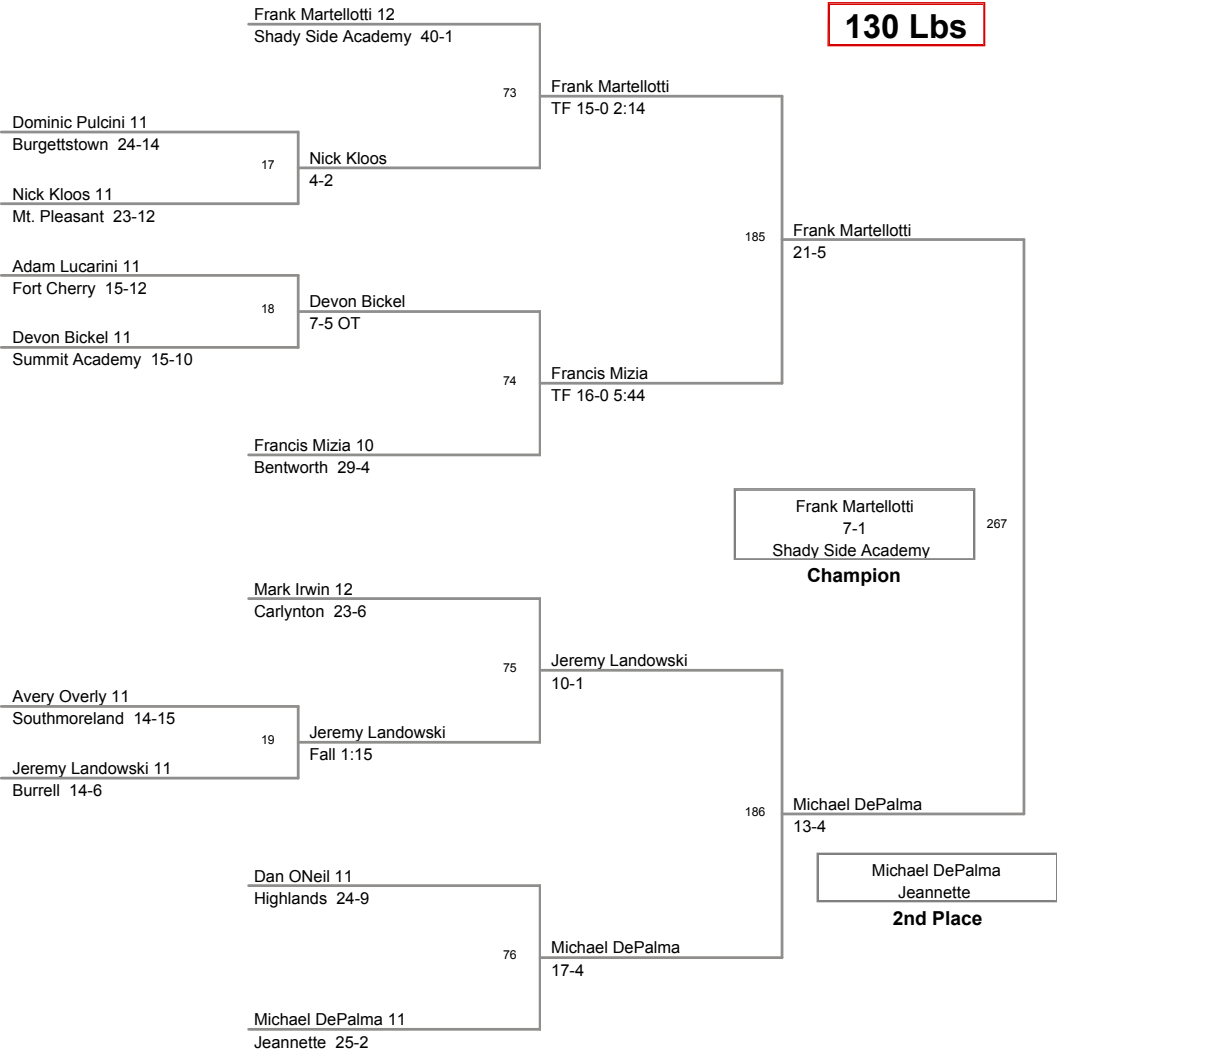 130 Lbs
Frank Martellotti 12
Shady Side Academy  40-1
73
Frank Martellotti
TF 15-0 2:14
Dominic Pulcini 11
Burgettstown  24-14
17
Nick Kloos
4-2
Nick Kloos 11
Mt. Pleasant  23-12
185
Frank Martellotti
21-5
Adam Lucarini 11
Fort Cherry  15-12
18
Devon Bickel
7-5 OT
Devon Bickel 11
Summit Academy  15-10
74
Francis Mizia
TF 16-0 5:44
Francis Mizia 10
Bentworth  29-4
Frank Martellotti
7-1
Shady Side Academy
Champion
267
Mark Irwin 12
Carlynton  23-6
75
Jeremy Landowski
10-1
Avery Overly 11
Southmoreland  14-15
19
Jeremy Landowski
Fall 1:15
Jeremy Landowski 11
Burrell  14-6
186
Michael DePalma
13-4
Michael DePalma
Jeannette
2nd Place
Dan ONeil 11
Highlands  24-9
76
Michael DePalma
17-4
Michael DePalma 11
Jeannette  25-2